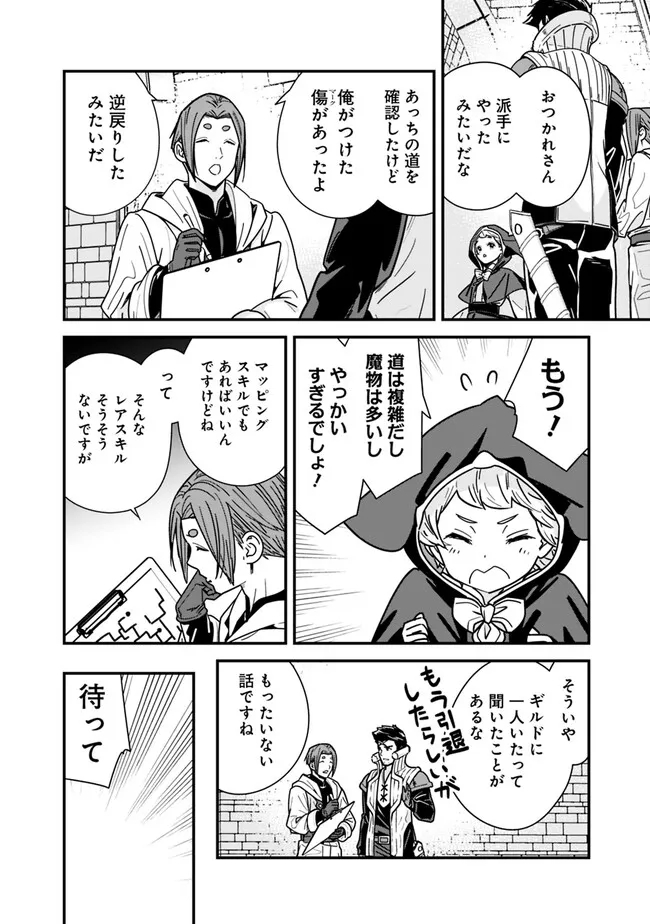 おつかれさん
派手に
やった
みたいだな
あっちの道を
確認したけど
俺がつけた
傷があったよ
マーク
逆戻りした
みたいだ
もう！
道は複雑だし
魔物は多いし
やっかい
すぎるでしょ！
マッピング
スキルでも
あればいいん
ですけどね
って
そんな
レアスキル
そうそう
ないですが
そういや
ギルドに
一人いたって
聞いたことが
あるな
もう引退
したらしいが
もったいない
話ですね
待って